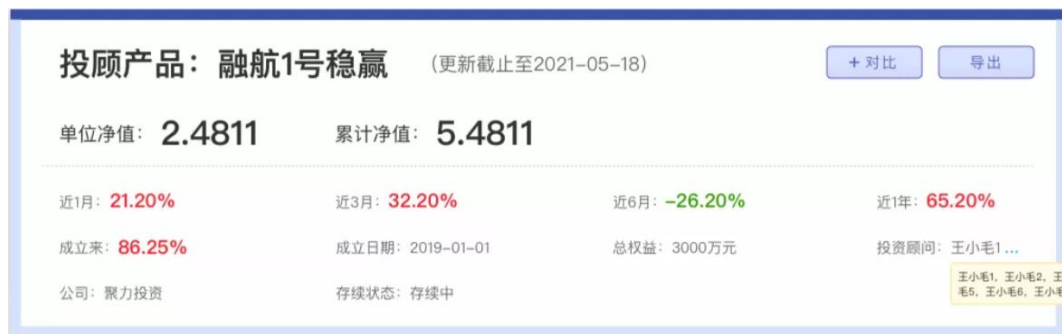 投顾产品：融航1号稳赢 （更新截止至2021-05-18） + 对比 导出
单位净值： 2.4811 累计净值： 5.4811
近1月： 21.20% 近3月： 32.20% 近6月： -26.20% 近1年： 65.20%
成立来： 86.25% 成立日期： 2019-01-01 总权益： 3000万元 投资顾问： 王小毛1 ...
王小毛1，王小毛2，王
毛5，王小毛6，王小毛
公司： 聚力投资 存续状态： 存续中